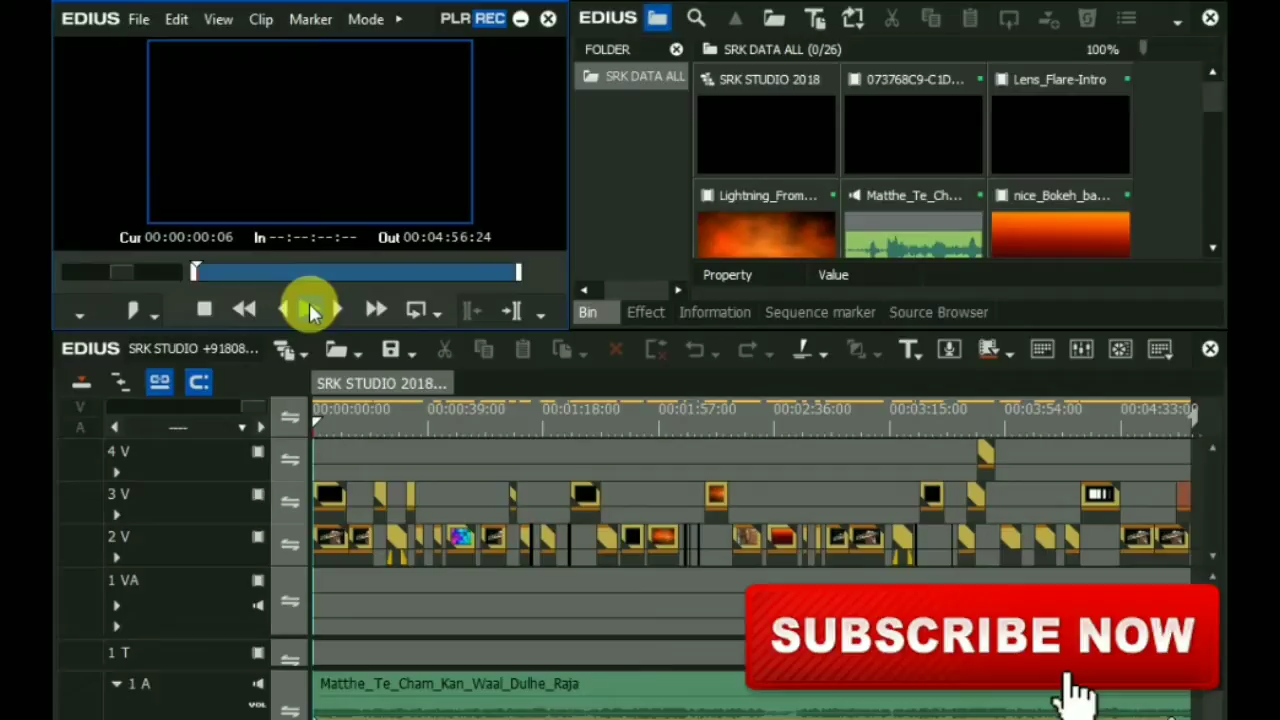 EDIUS File Edit View Clip Marker Mode PLR REC
Cur 00:00:00:06 In --:--:--:-- Out 00:04:56:24
EDIUS
FOLDER
SRK DATA ALL (0/26)
100%
SRK DATA ALL
SRK STUDIO 2018
073768C9-C1D...
Lens_Flare-Intro
Lightning_From...
Matthe_Te_Ch...
nice_Bokeh_ba...
Property Value
Bin Effect Information Sequence marker Source Browser
EDIUS SRK STUDIO +91808...
SRK STUDIO 2018...
V
A
----
00:00:00:00 00:00:39:00 00:01:18:00 00:01:57:00 00:02:36:00 00:03:15:00 00:03:54:00 00:04:33:00
4 V
3 V
2 V
1 VA
1 T
1 A
VOL
Matthe_Te_Cham_Kan_Waal_Dulhe_Raja
SUBSCRIBE NOW